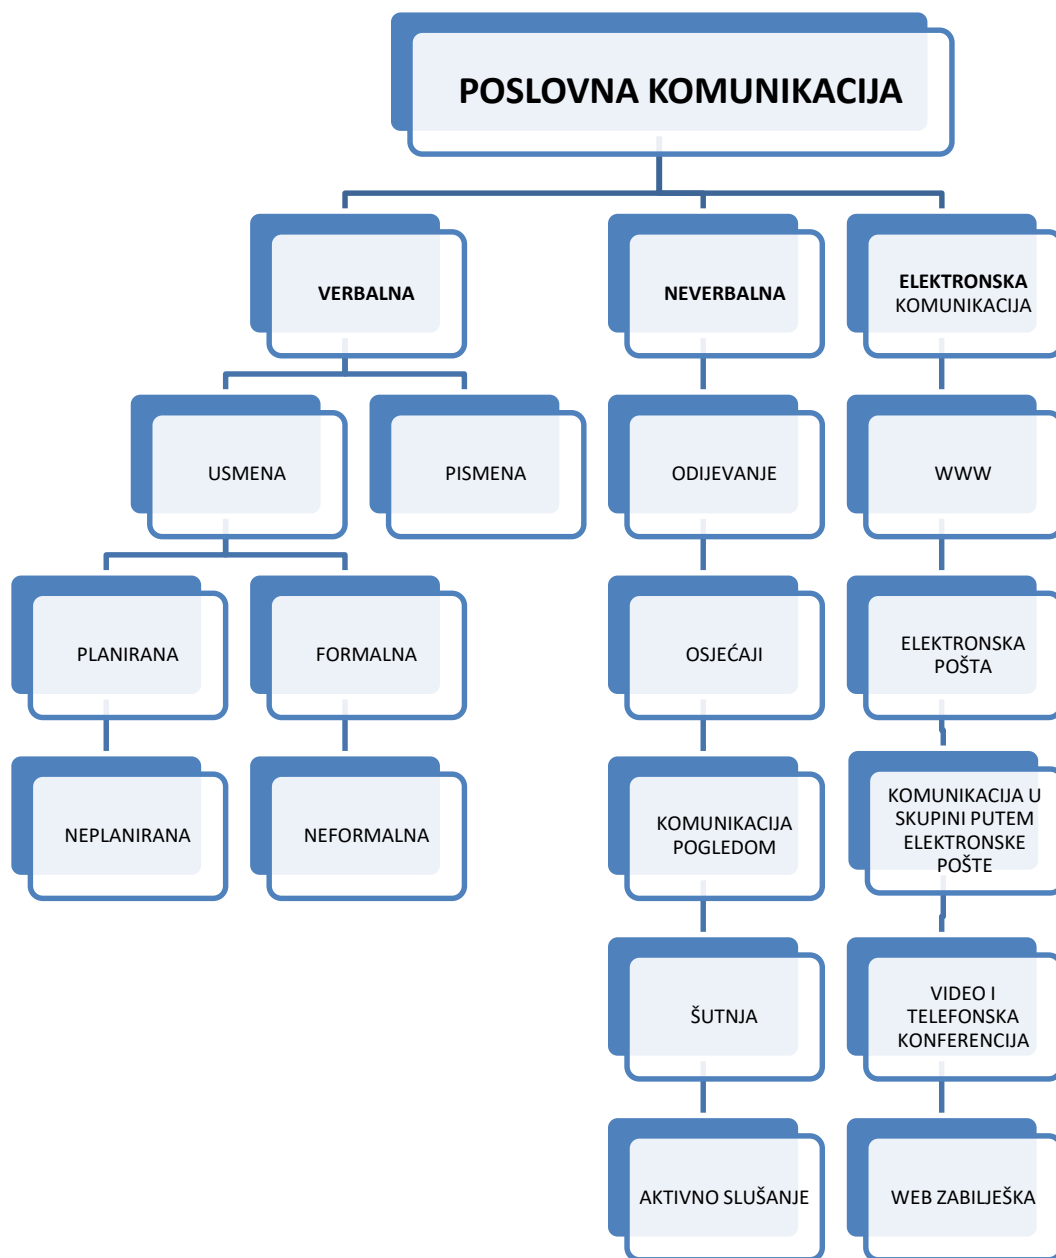 POSLOVNA KOMUNIKACIJA
VERBALNA
NEVERBALNA
ELEKTRONSKA
KOMUNIKACIJA
USMENA
PISMENA
ODIJEVANJE
WWW
PLANIRANA
FORMALNA
OSJEĆAJI
ELEKTRONSKA
POŠTA
NEPLANIRANA
NEFORMALNA
KOMUNIKACIJA
POGLEDOM
KOMUNIKACIJA U
SKUPINI PUTEM
ELEKTRONSKE
POŠTE
ŠUTNJA
VIDEO I
TELEFONSKA
KONFERENCIJA
AKTIVNO SLUŠANJE
WEB ZABILJEŠKA